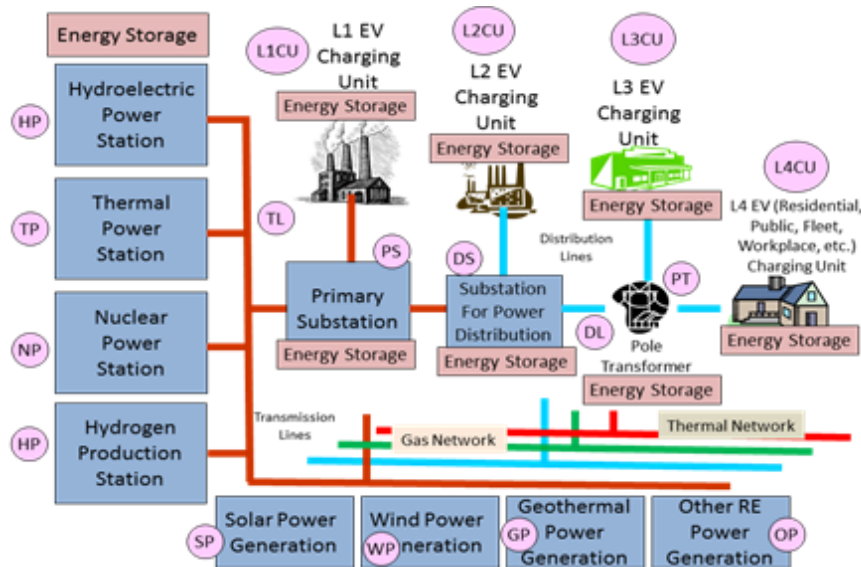 Energy Storage
HP
Hydroelectric
Power
Station
TP
Thermal
Power
Station
NP
Nuclear
Power
Station
HP
Hydrogen
Production
Station
L1CU
L1 EV
Charging
Unit
Energy Storage
L2CU
L2 EV
Charging
Unit
Energy Storage
L3CU
L3 EV
Charging
Unit
Energy Storage
Energy Storage
L4CU
L4 EV (Residential,
Public, Fleet,
Workplace, etc.)
Charging Unit
Energy Storage
TL
PS
Primary
Substation
Energy Storage
DS
Substation
For Power
Distribution
Energy Storage
Distribution
Lines
DL
PT
Pole
Transformer
Energy Storage
Transmission
Lines
Gas Network
Thermal Network
SP
Solar Power
Generation
Wind Power
WP neration
GP
Geothermal
Power
Generation
Other RE
Power
Generation
OP